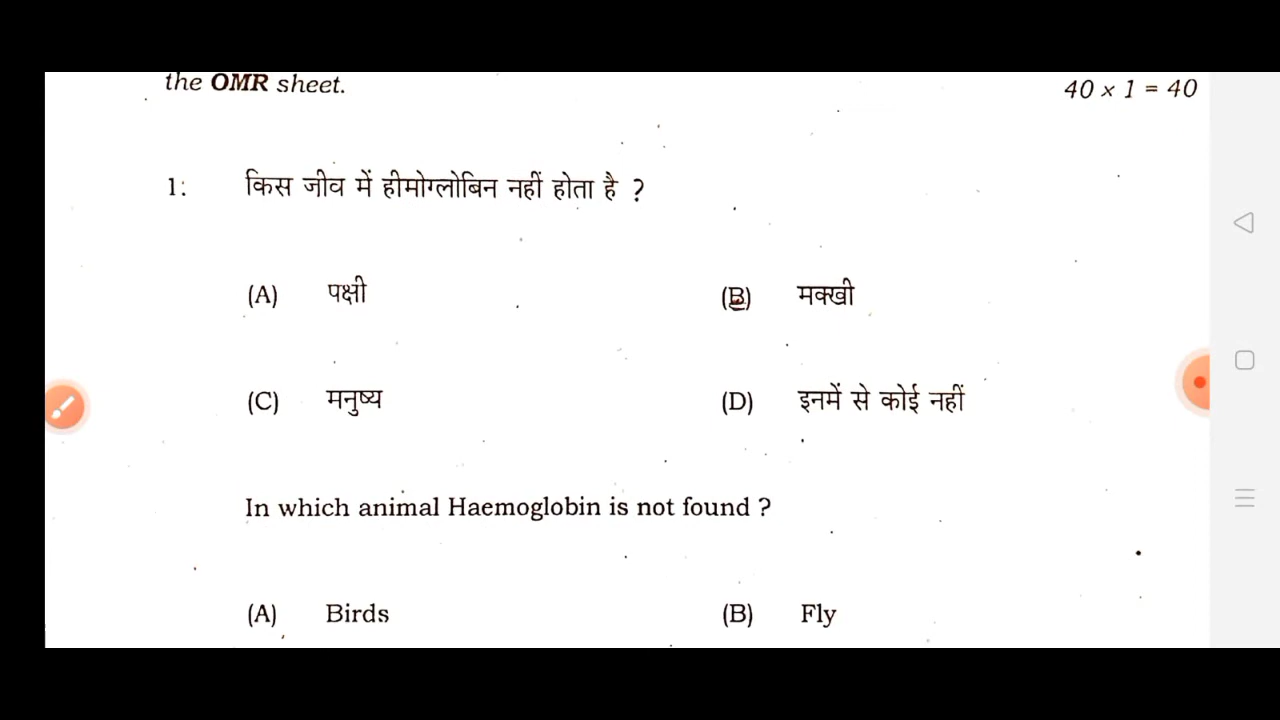 the OMR sheet.
40 × 1 = 40
1. किस जीव में हीमोग्लोबिन नहीं होता है ?
(A) पक्षी (B) मक्खी
(C) मनुष्य (D) इनमें से कोई नहीं
In which animal Haemoglobin is not found ?
(A) Birds (B) Fly